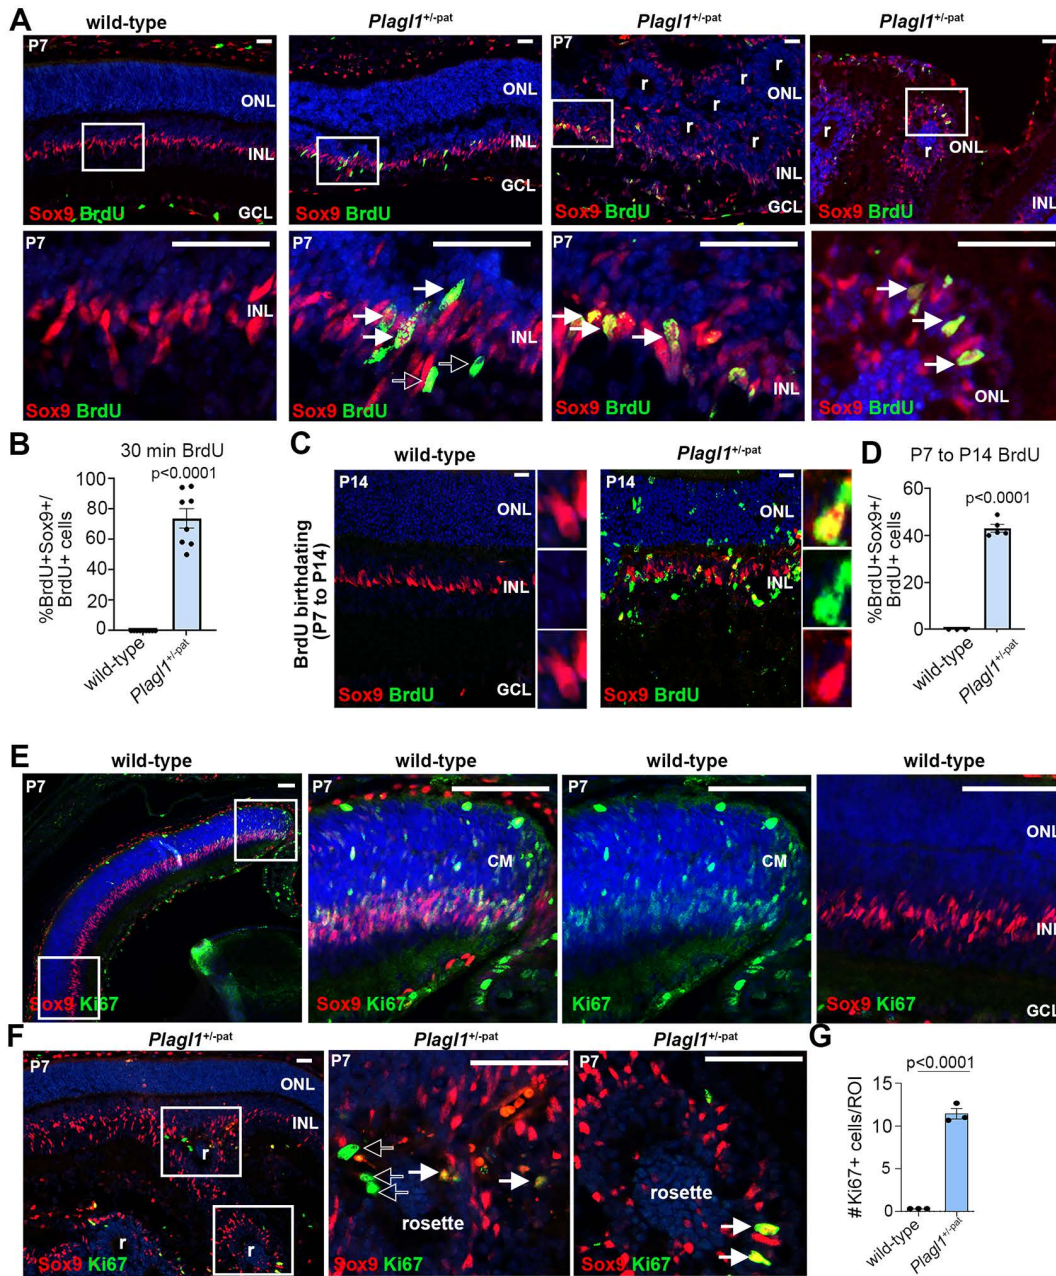 A
wild-type
Plagl1+/-pat
Plagl1+/-pat
Plagl1+/-pat
P7
ONL
INL
GCL
Sox9 BrdU
ONL
INL
GCL
Sox9 BrdU
P7
r
r
r
r
r
r
ONL
INL
GCL
Sox9 BrdU
r
r
ONL
INL
Sox9 BrdU
P7
INL
Sox9 BrdU
P7
INL
Sox9 BrdU
P7
INL
Sox9 BrdU
ONL
Sox9 BrdU
B
30 min BrdU
p<0.0001
%BrdU+Sox9+/
BrdU+ cells
100
80
60
40
20
0
wild-type
Plagl1+/-pat
C
wild-type
Plagl1+/-pat
BrdU birthdating
(P7 to P14)
P14
ONL
INL
GCL
Sox9 BrdU
P14
ONL
INL
Sox9 BrdU
D
P7 to P14 BrdU
p<0.0001
%BrdU+Sox9+/
BrdU+ cells
60
40
20
0
wild-type
Plagl1+/-pat
E
wild-type
wild-type
wild-type
wild-type
P7
Sox9 Ki67
P7
CM
Sox9 Ki67
P7
CM
Ki67
P7
ONL
INL
GCL
Sox9 Ki67
F
Plagl1+/-pat
Plagl1+/-pat
Plagl1+/-pat
P7
ONL
INL
r
r
r
Sox9 Ki67
P7
rosette
Sox9 Ki67
P7
rosette
Sox9 Ki67
G
p<0.0001
# Ki67+ cells/ROI
15
10
5
0
wild-type
Plagl1+/-pat